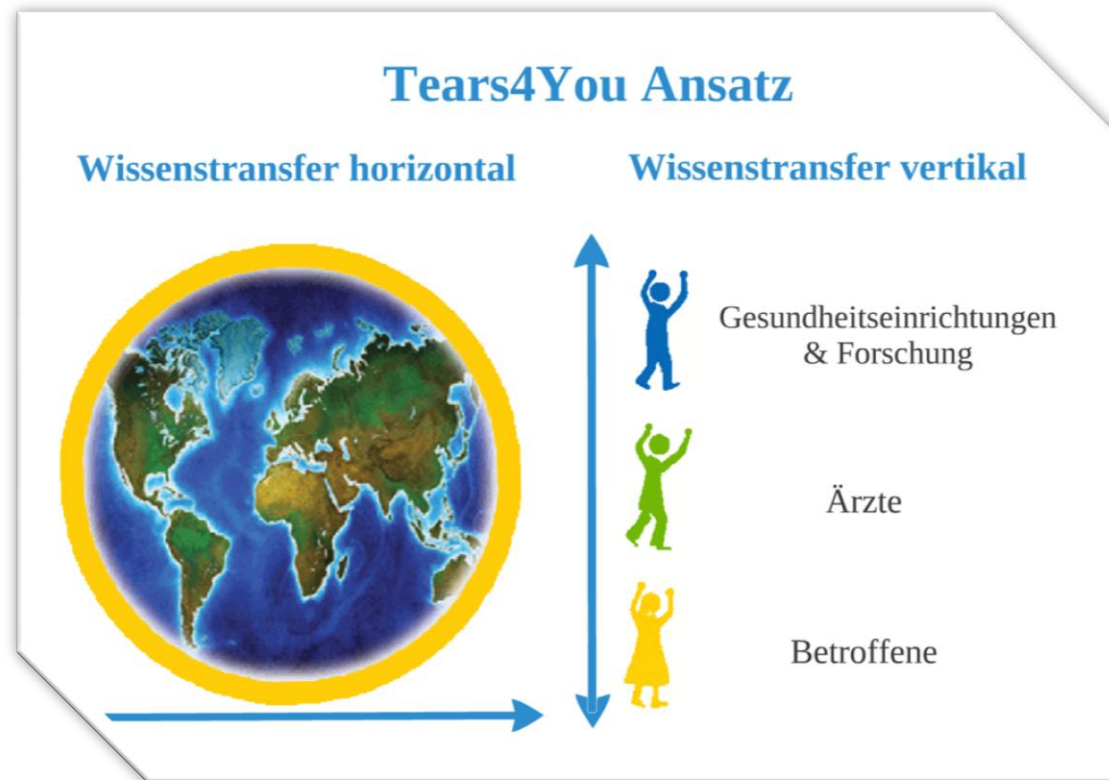 Tears4You Ansatz
Wissenstransfer horizontal
Wissenstransfer vertikal
Gesundheitseinrichtungen
& Forschung
Ärzte
Betroffene